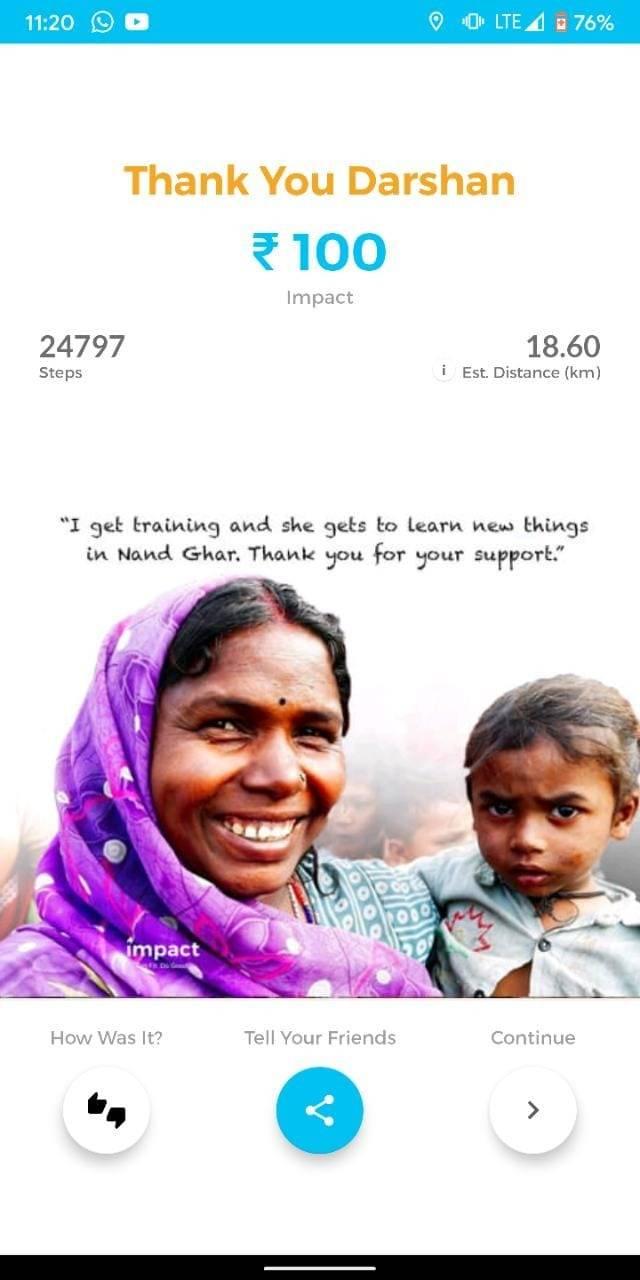 11:20 LTE 76%
Thank You Darshan
₹ 100
Impact
24797 18.60
Steps i Est. Distance (km)
"I get training and she gets to learn new things
in Nand Ghar. Thank you for your support."
impact
How Was It? Tell Your Friends Continue